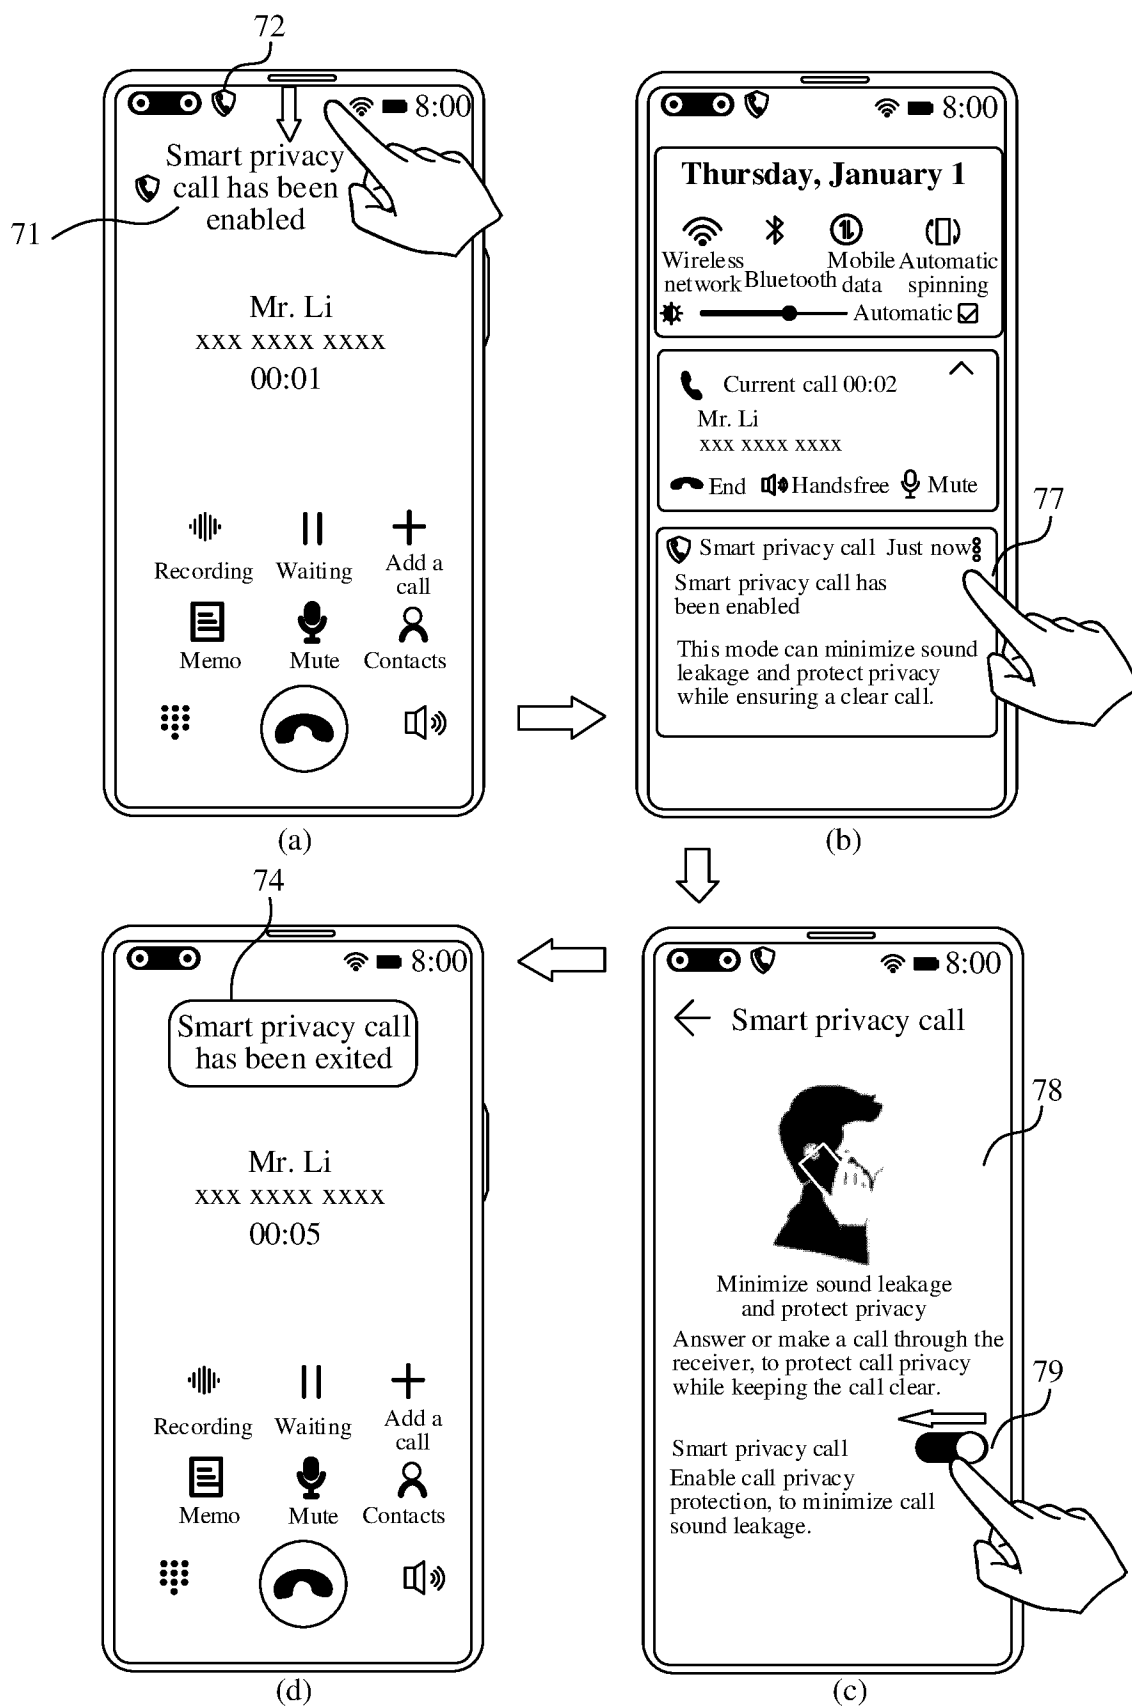 72
8:00
Smart privacy
call has been
enabled
71
Mr. Li
xxx xxxx xxxx
00:01
Recording
Waiting
Add a
call
Memo
Mute
Contacts
(a)
8:00
Thursday, January 1
Wireless
network
Bluetooth
Mobile
data
Automatic
spinning
Automatic
Current call 00:02
Mr. Li
xxx xxxx xxxx
End
Handsfree
Mute
77
Smart privacy call Just now
Smart privacy call has
been enabled
This mode can minimize sound
leakage and protect privacy
while ensuring a clear call.
(b)
8:00
Smart privacy call
78
Minimize sound leakage
and protect privacy
Answer or make a call through the
receiver, to protect call privacy
while keeping the call clear.
79
Smart privacy call
Enable call privacy
protection, to minimize call
sound leakage.
(c)
74
8:00
Smart privacy call
has been exited
Mr. Li
xxx xxxx xxxx
00:05
Recording
Waiting
Add a
call
Memo
Mute
Contacts
(d)